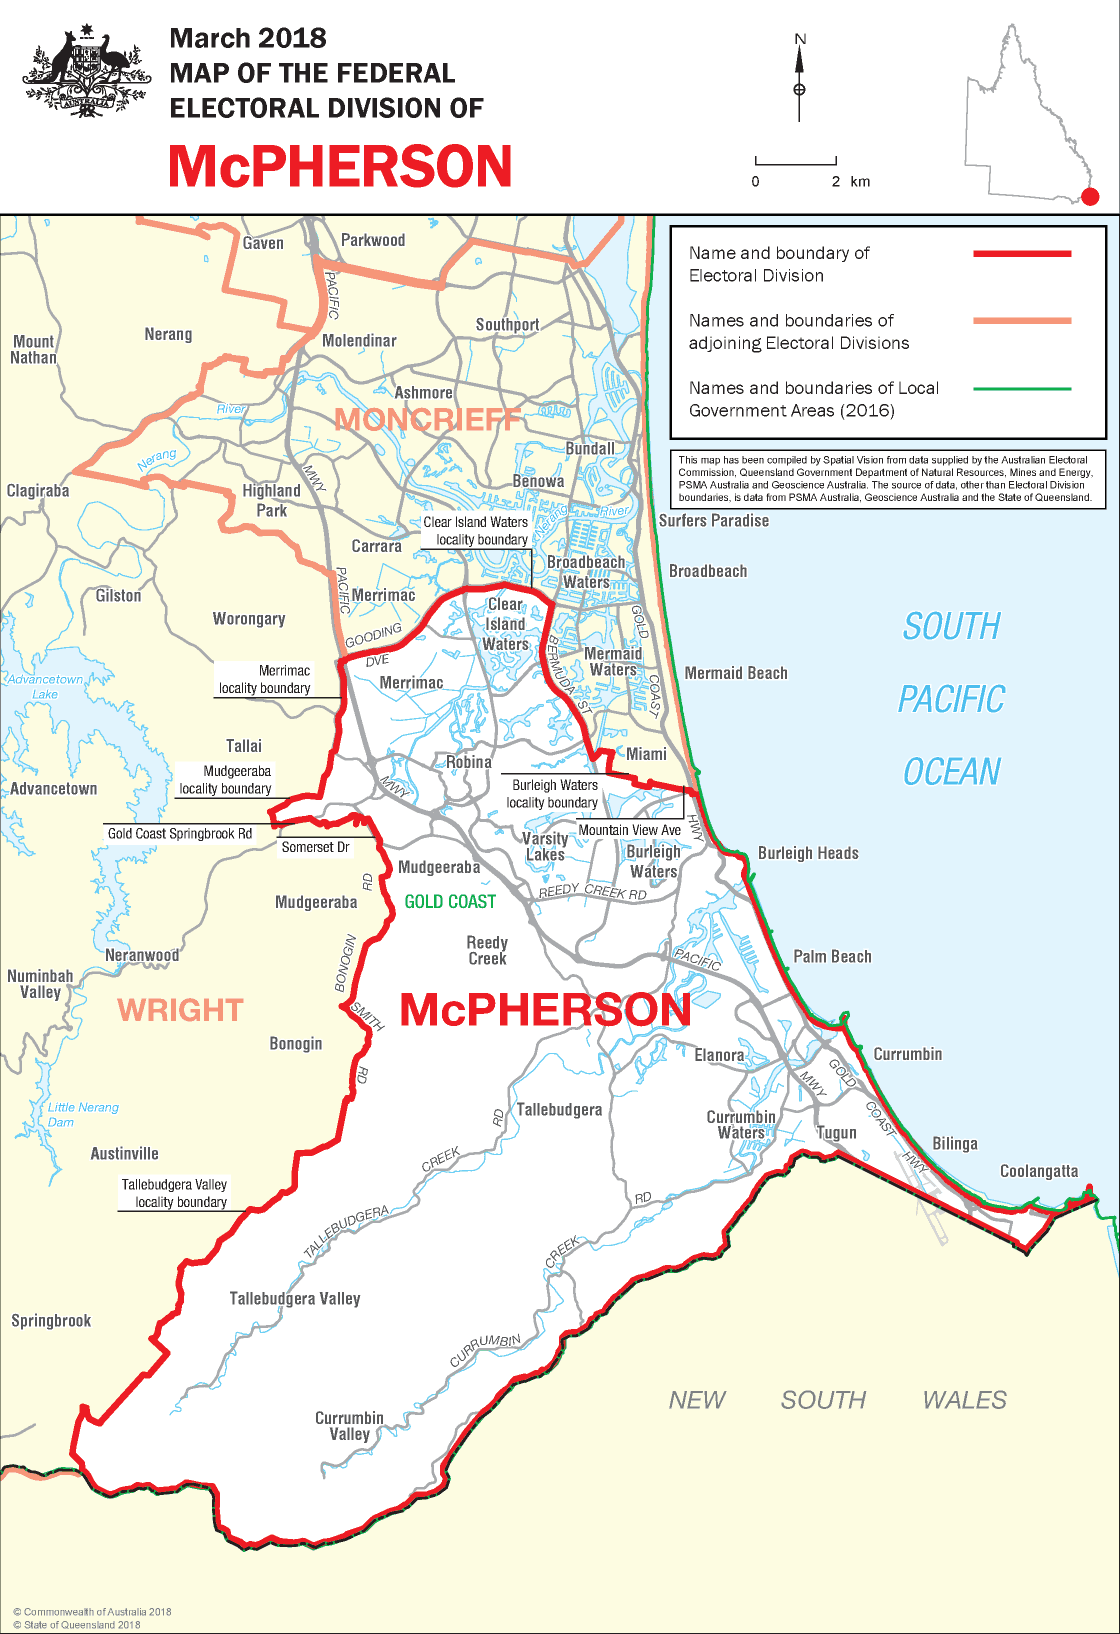 March 2018
MAP OF THE FEDERAL
ELECTORAL DIVISION OF
McPHERSON
AUSTRALIA
N
0 2 km
Name and boundary of
Electoral Division
Names and boundaries of
adjoining Electoral Divisions
Names and boundaries of Local
Government Areas (2016)
This map has been compiled by Spatial Vision from data supplied by the Australian Electoral
Commission, Queensland Government Department of Natural Resources, Mines and Energy,
PSMA Australia and Geoscience Australia. The source of data, other than Electoral Division
boundaries, is data from PSMA Australia, Geoscience Australia and the State of Queensland.
Gaven
Parkwood
PACIFIC
Nerang
Molendinar
Southport
Mount
Nathan
Ashmore
River
MONCRIEFF
Bundall
Nerang
MWY
Clagiraba
Highland
Park
Benowa
Nerang River
Surfers Paradise
Clear Island Waters
locality boundary
Carrara
Broadbeach
Waters
Broadbeach
PACIFIC
Merrimac
Gilston
Worongary
Clear
Island
Waters
GOODING
DVE
BERMUDA
ST
GOLD
COAST
Mermaid
Waters
Mermaid Beach
SOUTH
PACIFIC
OCEAN
Merrimac
locality boundary
Merrimac
Advancetown
Lake
Tallai
Miami
Robina
Mudgeeraba
locality boundary
MWY
Burleigh Waters
locality boundary
Advancetown
Mountain View Ave
HWY
Gold Coast Springbrook Rd
Somerset Dr
Varsity
Lakes
Burleigh
Waters
Burleigh Heads
Mudgeeraba
RD
REEDY CREEK RD
Mudgeeraba
GOLD COAST
Reedy
Creek
Neranwood
BONOGIN
PACIFIC
Palm Beach
Numinbah
Valley
WRIGHT
McPHERSON
SMITH
Bonogin
RD
Elanora
Currumbin
MWY
GOLD
COAST
HWY
Little Nerang
Dam
Tallebudgera
RD
Currumbin
Waters
Tugun
Bilinga
Austinville
CREEK
Coolangatta
Tallebudgera Valley
locality boundary
RD
TALLEBUDGERA
CREEK
Tallebudgera Valley
Springbrook
CURRUMBIN
NEW SOUTH WALES
Currumbin
Valley
© Commonwealth of Australia 2018
© State of Queensland 2018